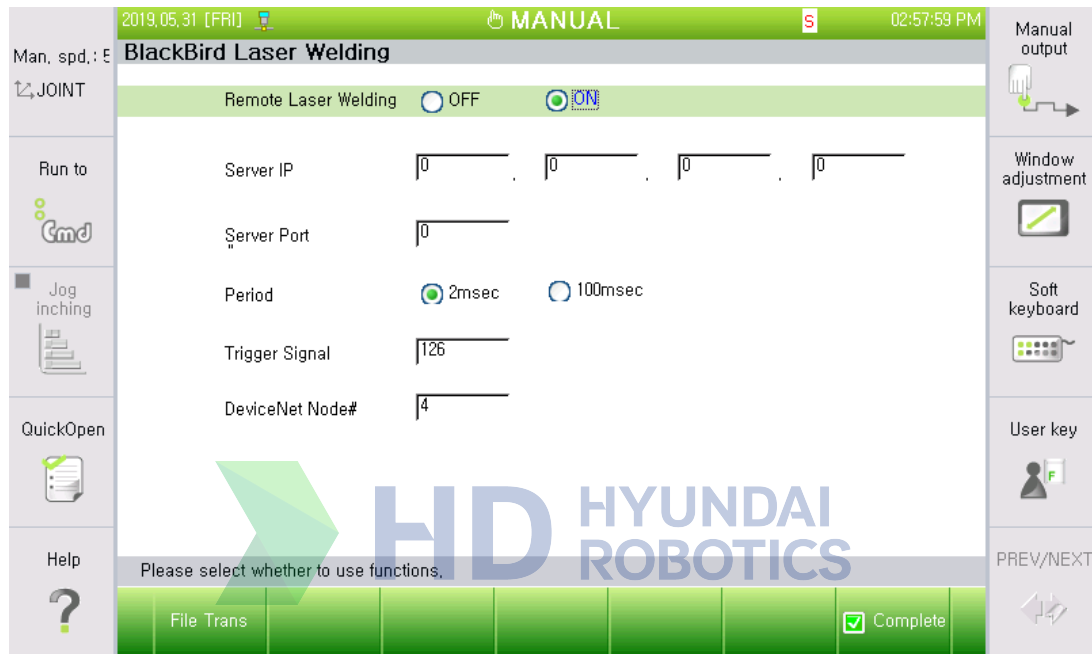 2019,05,31 [FRI] MANUAL S 02:57:59 PM
Man, spd,: 5
JOINT
Run to
Cmd
Jog
inching
QuickOpen
Help
BlackBird Laser Welding
Remote Laser Welding OFF ON
Server IP 0 . 0 . 0 . 0
Server Port 0
"
Period 2msec 100msec
Trigger Signal 126
DeviceNet Node# 4
HD HYUNDAI
ROBOTICS
Please select whether to use functions,
File Trans Complete
Manual
output
Window
adjustment
Soft
keyboard
User key
F
PREV/NEXT